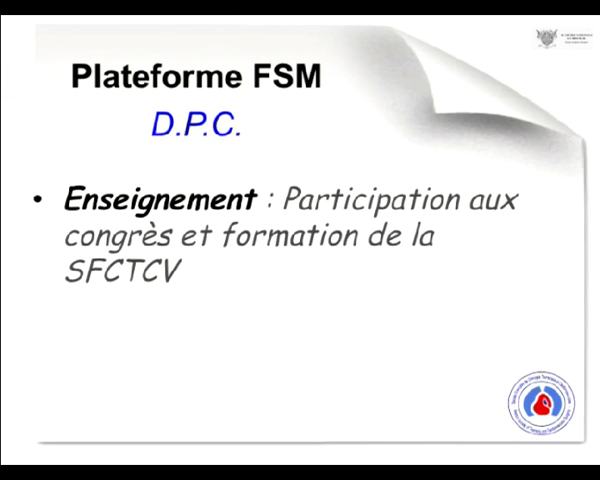 Plateforme FSM
D.P.C.
• Enseignement : Participation aux
congrès et formation de la
SFCTCV